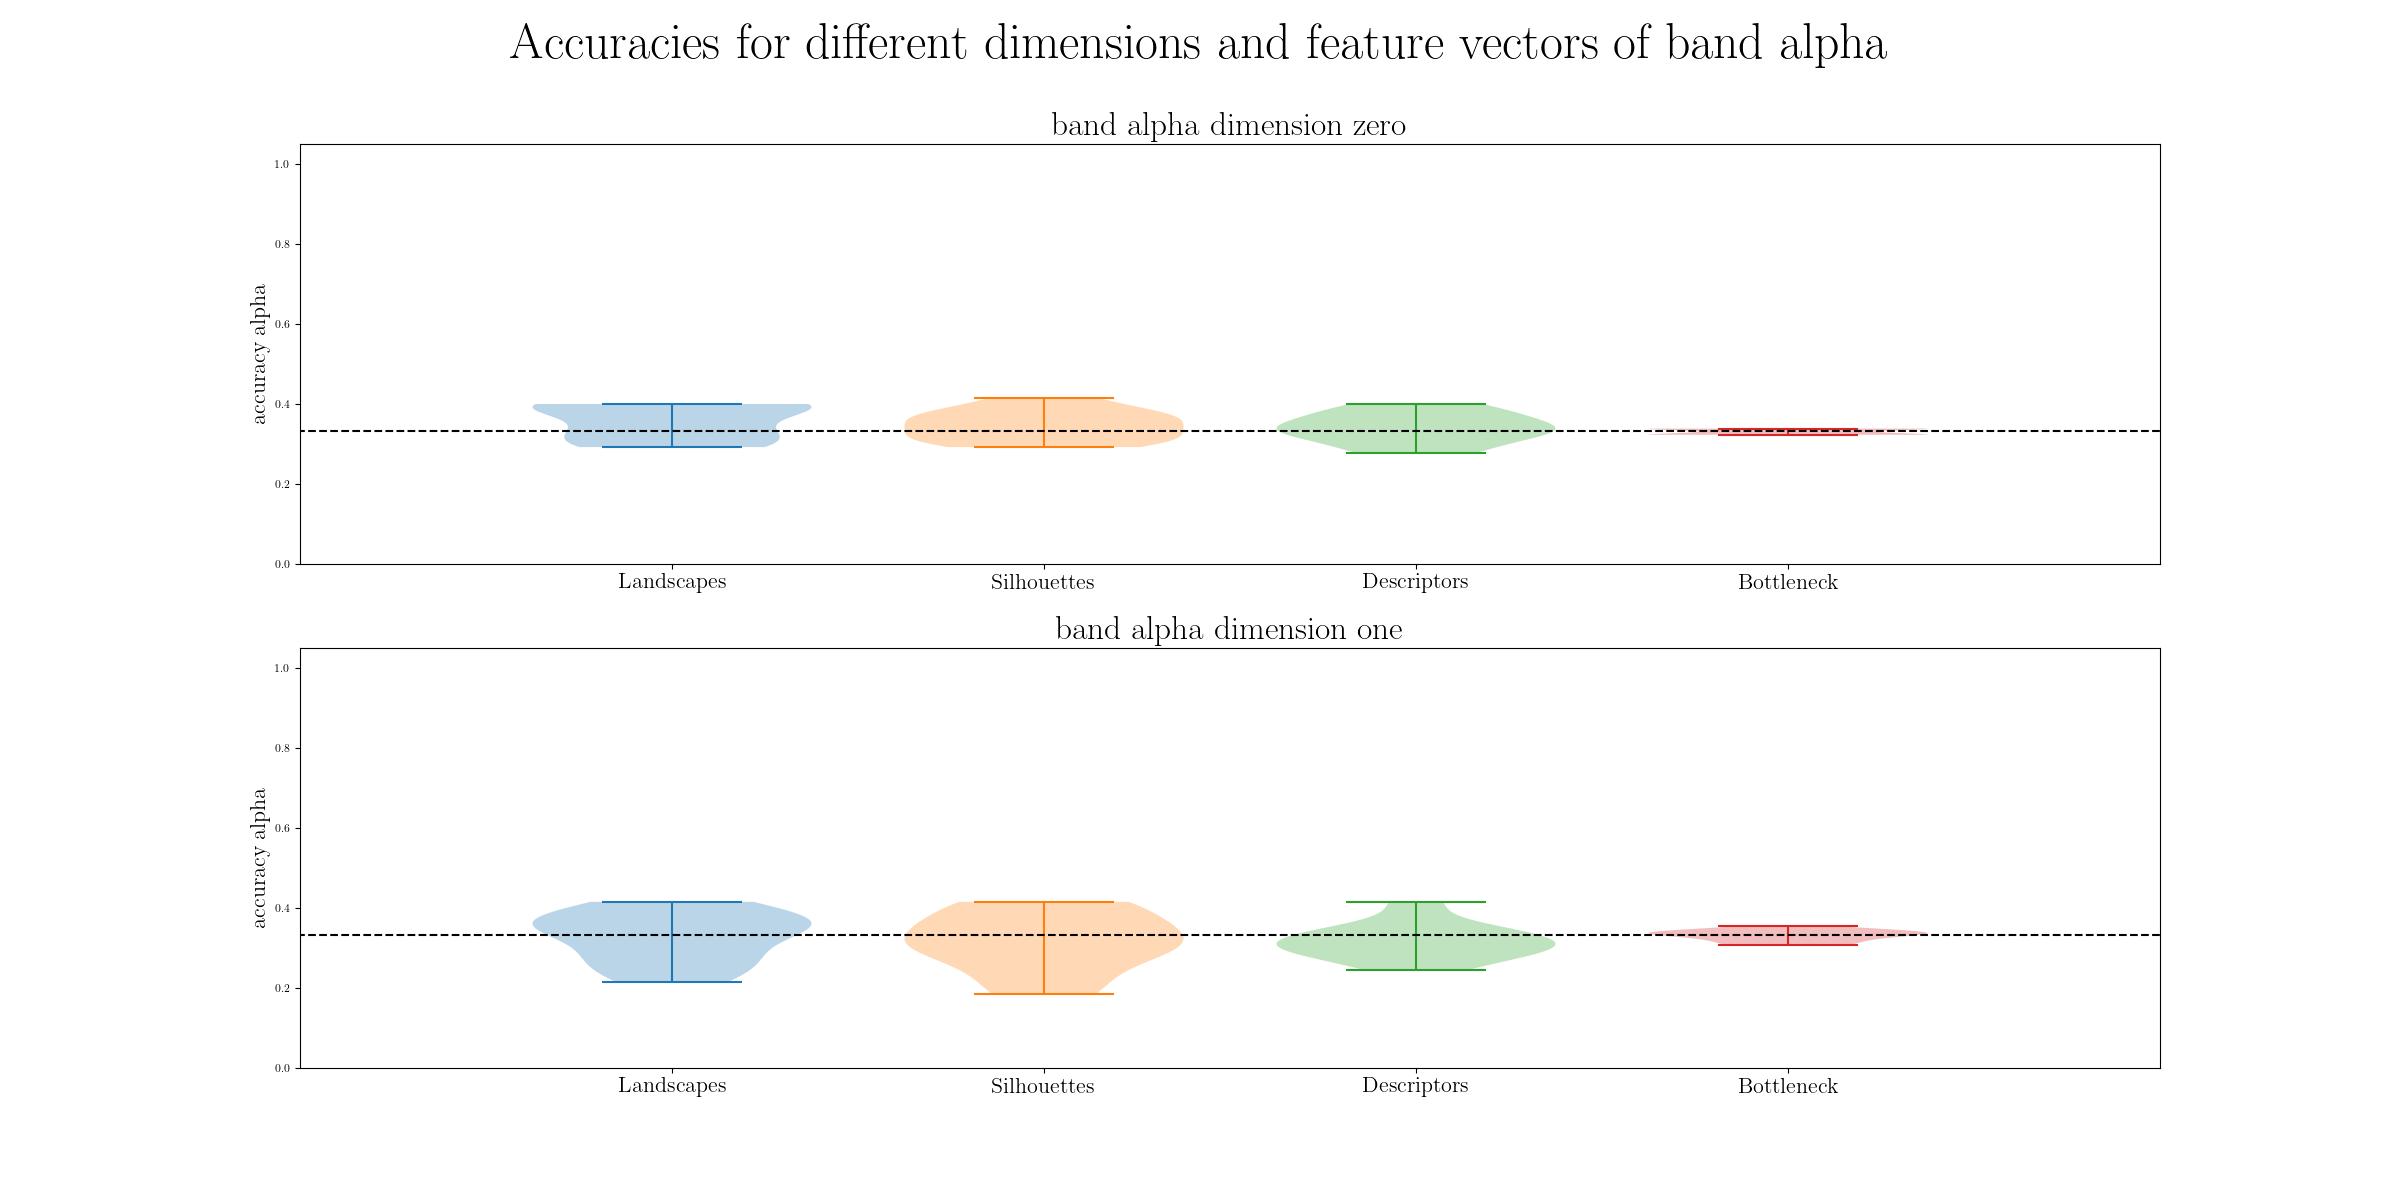 Accuracies for different dimensions and feature vectors of band alpha
band alpha dimension zero
1.0
0.8
0.6
0.4
0.2
0.0
accuracy alpha
Landscapes Silhouettes Descriptors Bottleneck
band alpha dimension one
1.0
0.8
0.6
0.4
0.2
0.0
accuracy alpha
Landscapes Silhouettes Descriptors Bottleneck